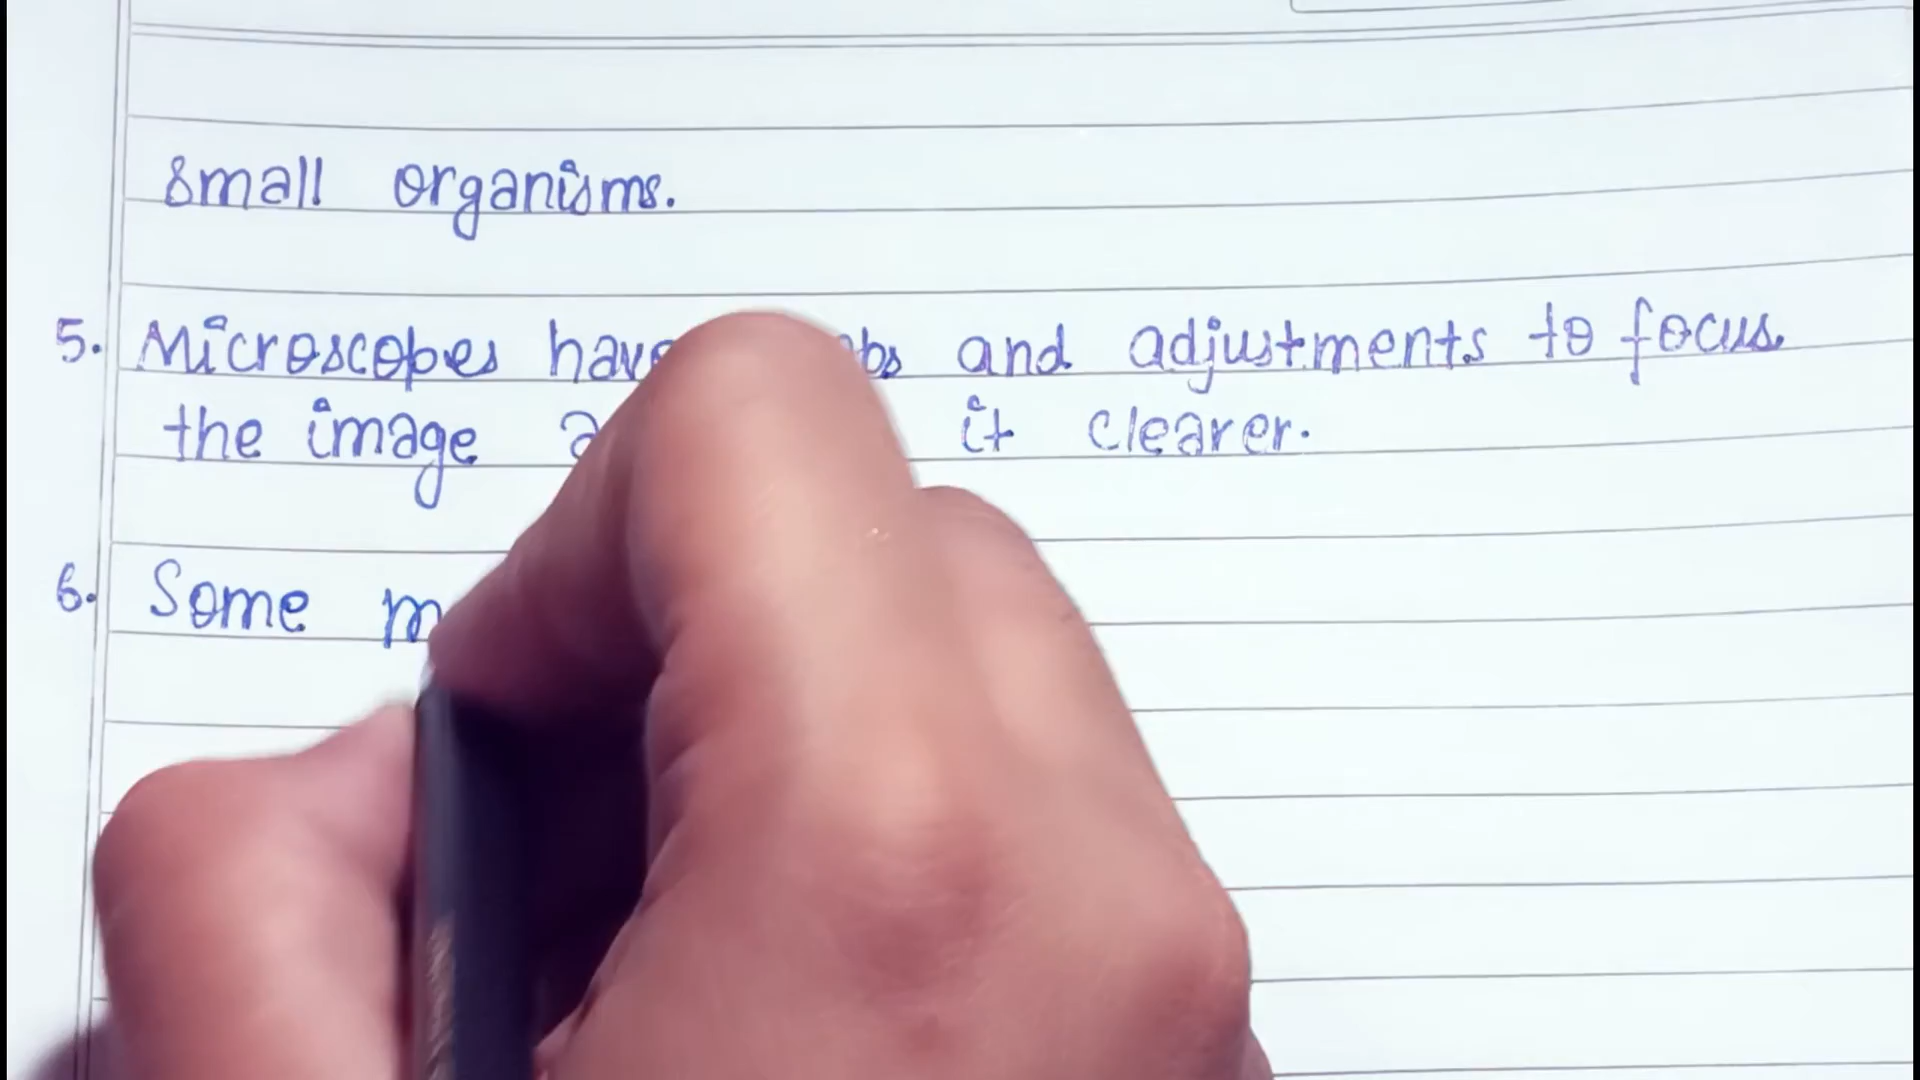 small organisms.
5. Microscopes have and adjustments to focus.
the image it clearer.
6. Some